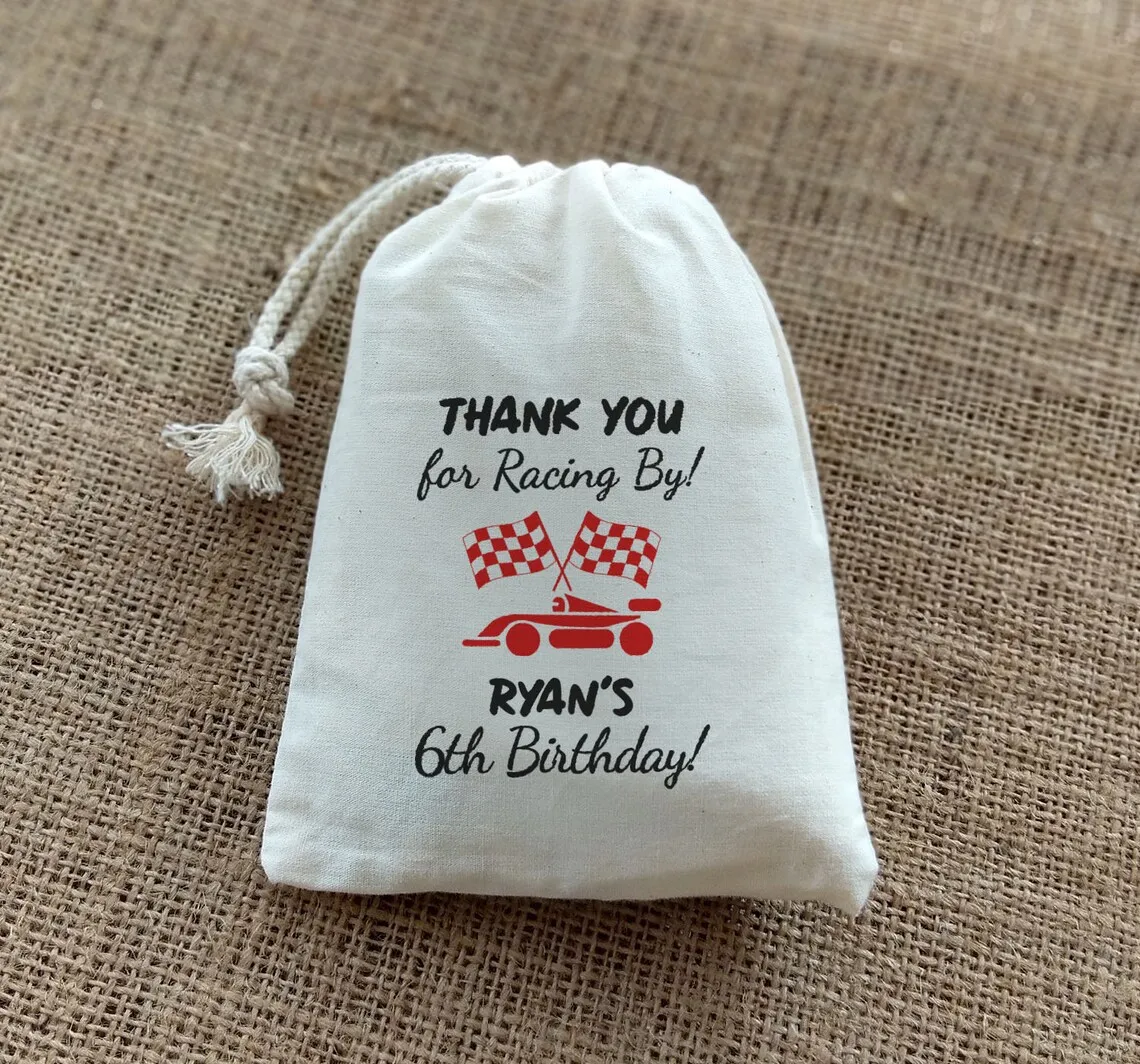 THANK YOU
for Racing By!
RYAN'S
6th Birthday!